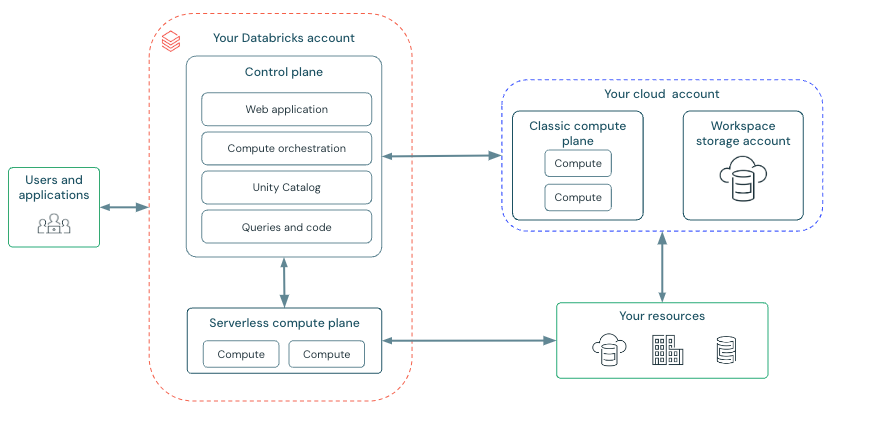 Your Databricks account
Control plane
Web application
Compute orchestration
Unity Catalog
Queries and code
Users and
applications
Serverless compute plane
Compute
Compute
Your cloud account
Classic compute
plane
Compute
Compute
Workspace
storage account
Your resources